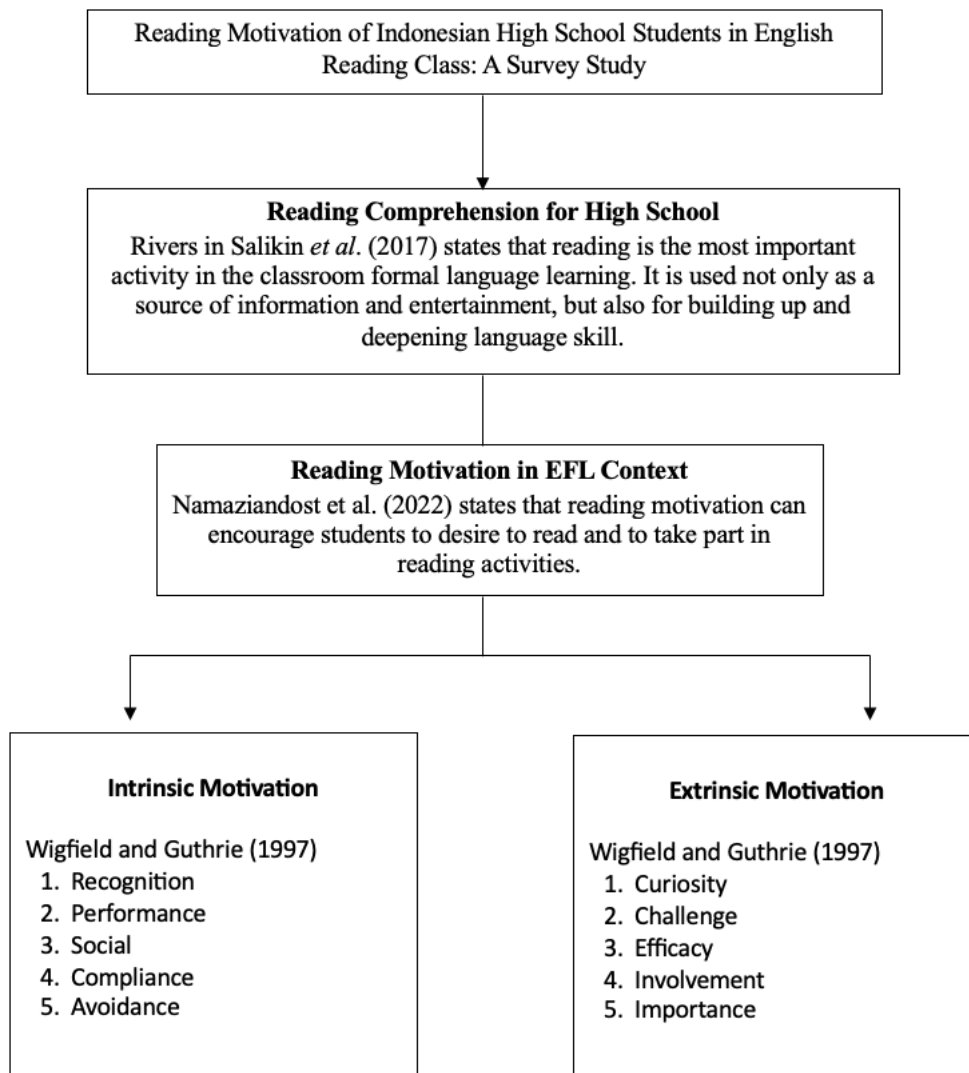 Reading Motivation of Indonesian High School Students in English
Reading Class: A Survey Study
Reading Comprehension for High School
Rivers in Salikin et al. (2017) states that reading is the most important
activity in the classroom formal language learning. It is used not only as a
source of information and entertainment, but also for building up and
deepening language skill.
Reading Motivation in EFL Context
Namaziandost et al. (2022) states that reading motivation can
encourage students to desire to read and to take part in
reading activities.
Intrinsic Motivation
Wigfield and Guthrie (1997)
1. Recognition
2. Performance
3. Social
4. Compliance
5. Avoidance
Extrinsic Motivation
Wigfield and Guthrie (1997)
1. Curiosity
2. Challenge
3. Efficacy
4. Involvement
5. Importance